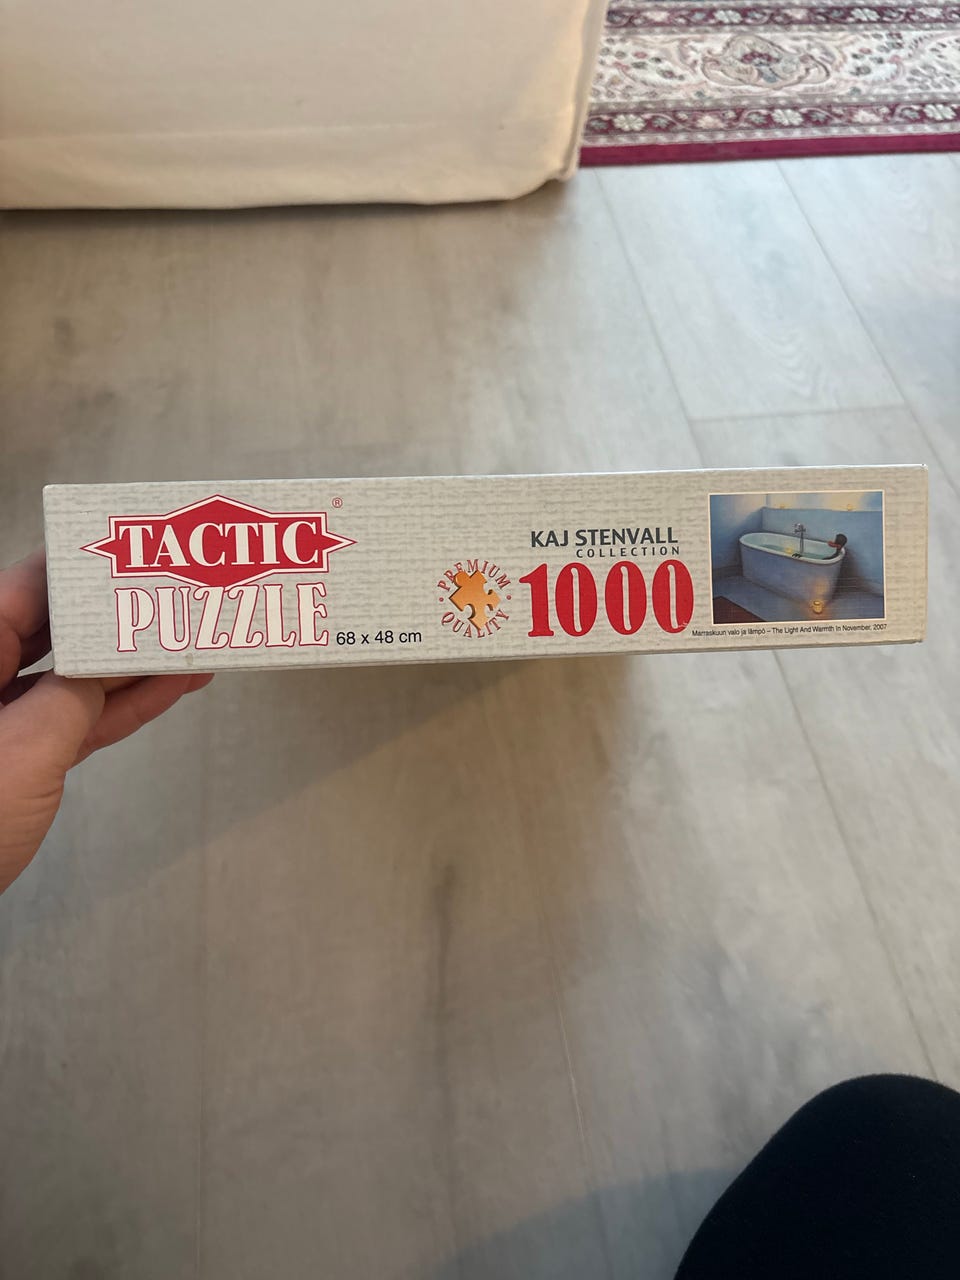 TACTIC®
PUZZLE
68 x 48 cm
PREMIUM
QUALITY
KAJ STENVALL
COLLECTION
1000
Marraskuun valo ja lämpö – The Light And Warmth In November, 2007